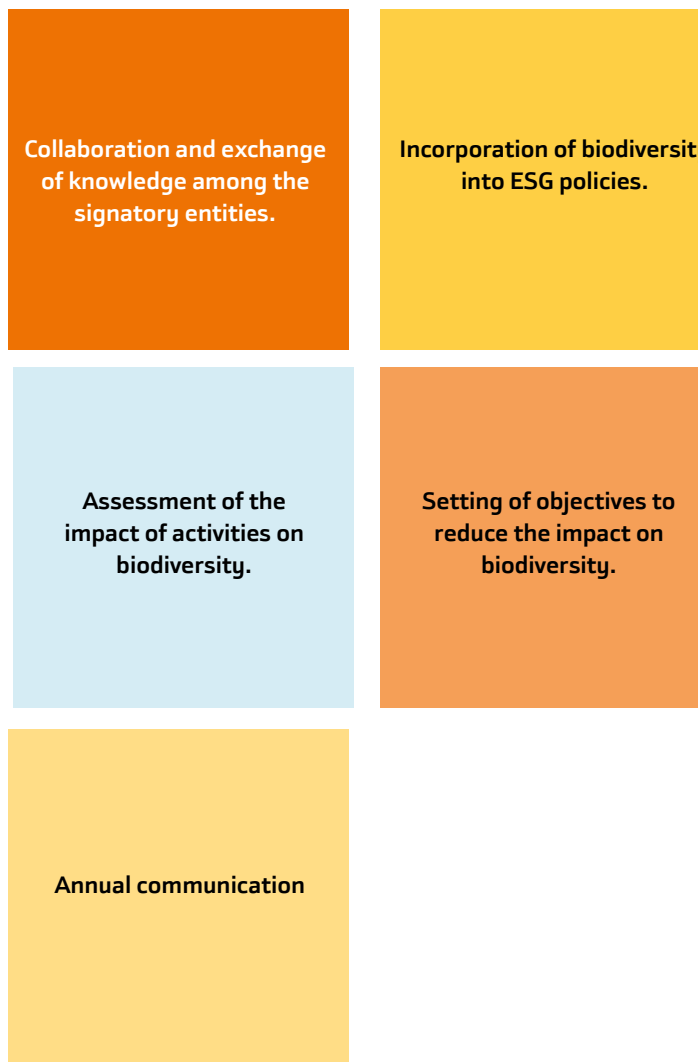 Collaboration and exchange
of knowledge among the
signatory entities.
Incorporation of biodiversit
into ESG policies.
Assessment of the
impact of activities on
biodiversity.
Setting of objectives to
reduce the impact on
biodiversity.
Annual communication